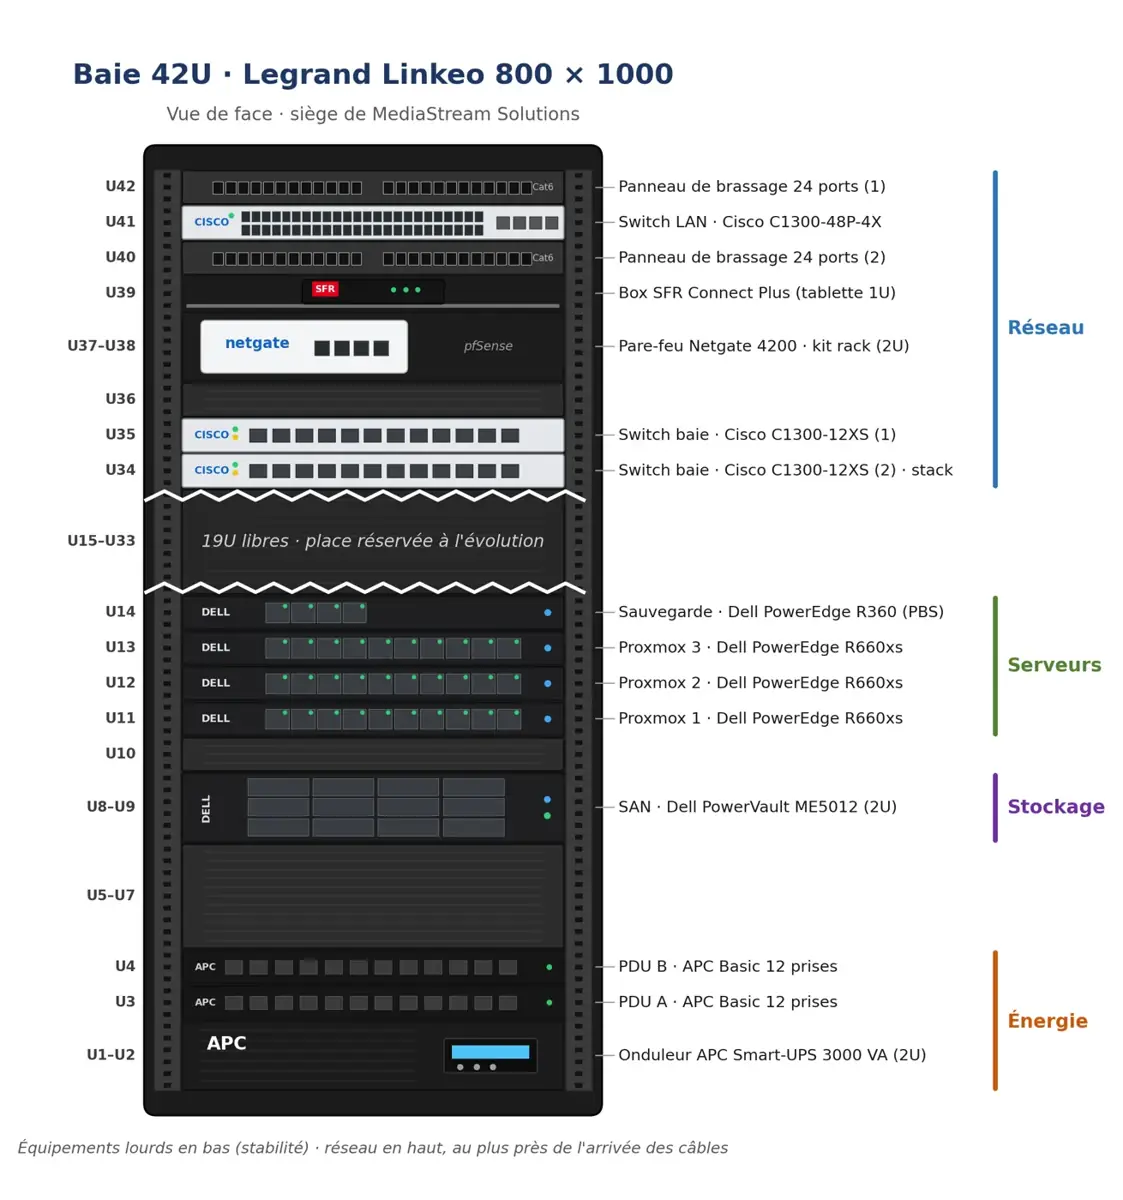 Baie 42U · Legrand Linkeo 800 × 1000
Vue de face · siège de MediaStream Solutions
U42 Cat6 Panneau de brassage 24 ports (1)
U41 CISCO Switch LAN · Cisco C1300-48P-4X
U40 Cat6 Panneau de brassage 24 ports (2)
U39 SFR Box SFR Connect Plus (tablette 1U)
Réseau
U37–U38 netgate pfSense Pare-feu Netgate 4200 · kit rack (2U)
U36
U35 CISCO Switch baie · Cisco C1300-12XS (1)
U34 CISCO Switch baie · Cisco C1300-12XS (2) · stack
U15–U33 19U libres · place réservée à l'évolution
U14 DELL Sauvegarde · Dell PowerEdge R360 (PBS)
U13 DELL Proxmox 3 · Dell PowerEdge R660xs
Serveurs
U12 DELL Proxmox 2 · Dell PowerEdge R660xs
U11 DELL Proxmox 1 · Dell PowerEdge R660xs
U10
U8–U9 DELL SAN · Dell PowerVault ME5012 (2U) Stockage
U5–U7
U4 APC PDU B · APC Basic 12 prises
U3 APC PDU A · APC Basic 12 prises
Énergie
U1–U2 APC Onduleur APC Smart-UPS 3000 VA (2U)
Équipements lourds en bas (stabilité) · réseau en haut, au plus près de l'arrivée des câbles